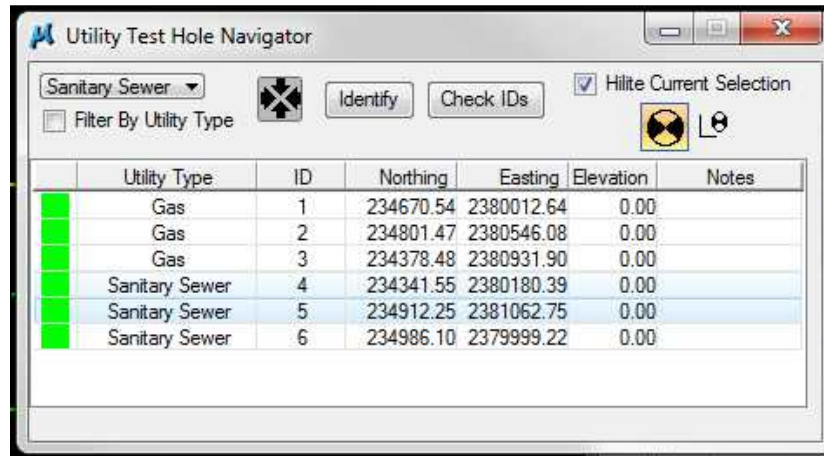 Utility Test Hole Navigator
Sanitary Sewer
Identify
Check IDs
Hilite Current Selection
Filter By Utility Type
Utility Type ID Northing Easting Elevation Notes
Gas 1 234670.54 2380012.64 0.00
Gas 2 234801.47 2380546.08 0.00
Gas 3 234378.48 2380931.90 0.00
Sanitary Sewer 4 234341.55 2380180.39 0.00
Sanitary Sewer 5 234912.25 2381062.75 0.00
Sanitary Sewer 6 234986.10 2379999.22 0.00